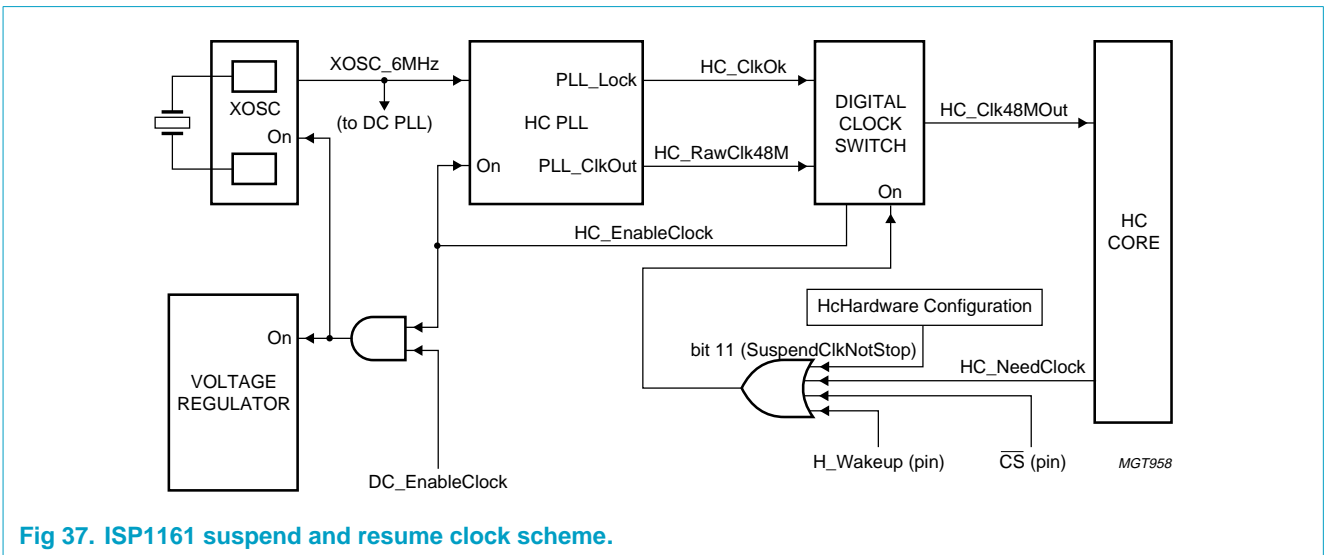 XOSC
On
XOSC_6MHz
(to DC PLL)
PLL_Lock
HC PLL
On
PLL_ClkOut
HC_ClkOk
HC_RawClk48M
DIGITAL
CLOCK
SWITCH
On
HC_Clk48MOut
HC
CORE
HC_EnableClock
HcHardware Configuration
bit 11 (SuspendClkNotStop)
HC_NeedClock
On
VOLTAGE
REGULATOR
DC_EnableClock
H_Wakeup (pin)
C̅S̅ (pin)
MGT958
Fig 37. ISP1161 suspend and resume clock scheme.